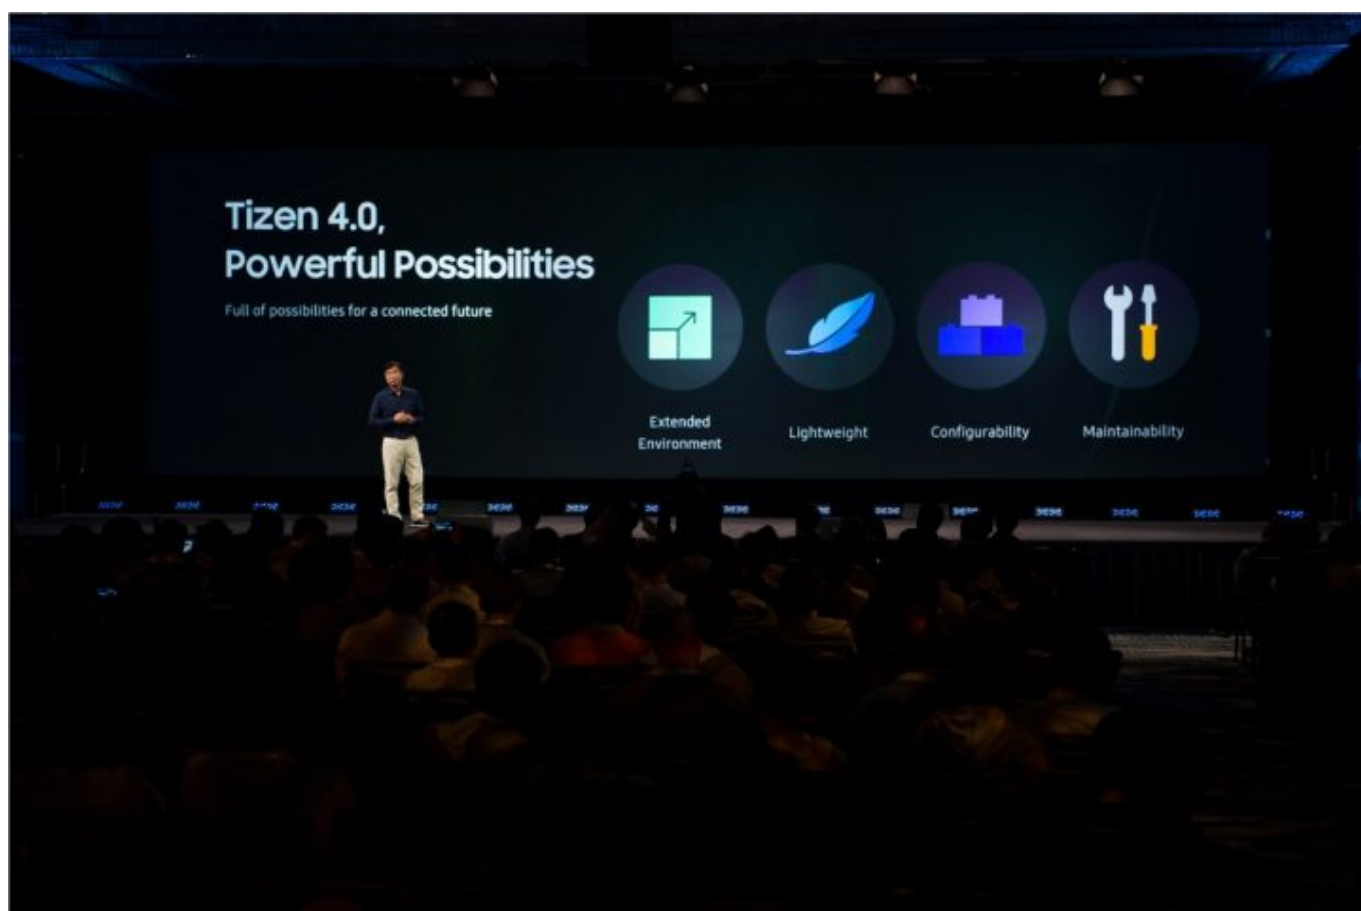 Tizen 4.0,
Powerful Possibilities
Full of possibilities for a connected future
Extended
Environment
Lightweight
Configurability
Maintainability